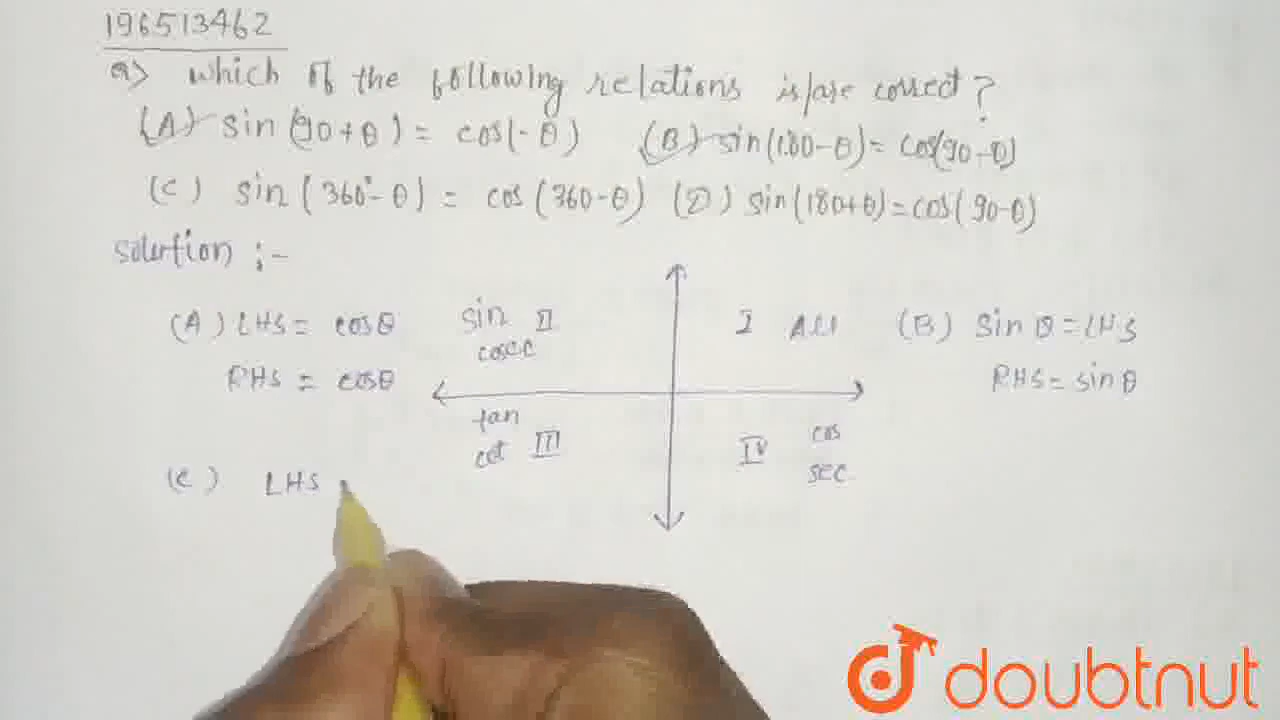 196513462
Q) which of the following relations is/are correct?
(A) sin (90+θ) = cos(-θ) (B) sin(180-θ)= cos(90-θ)
(C) sin (360°-θ) = cos (360-θ) (D) sin(180+θ)=cos(90-θ)
solution :-
(A) LHS = cosθ
RHS = cosθ
sin II
cosec
I All
(B) sin θ = LHS
RHS = sin θ
tan
cot III
IV cos
sec
(C) LHS
doubtnut